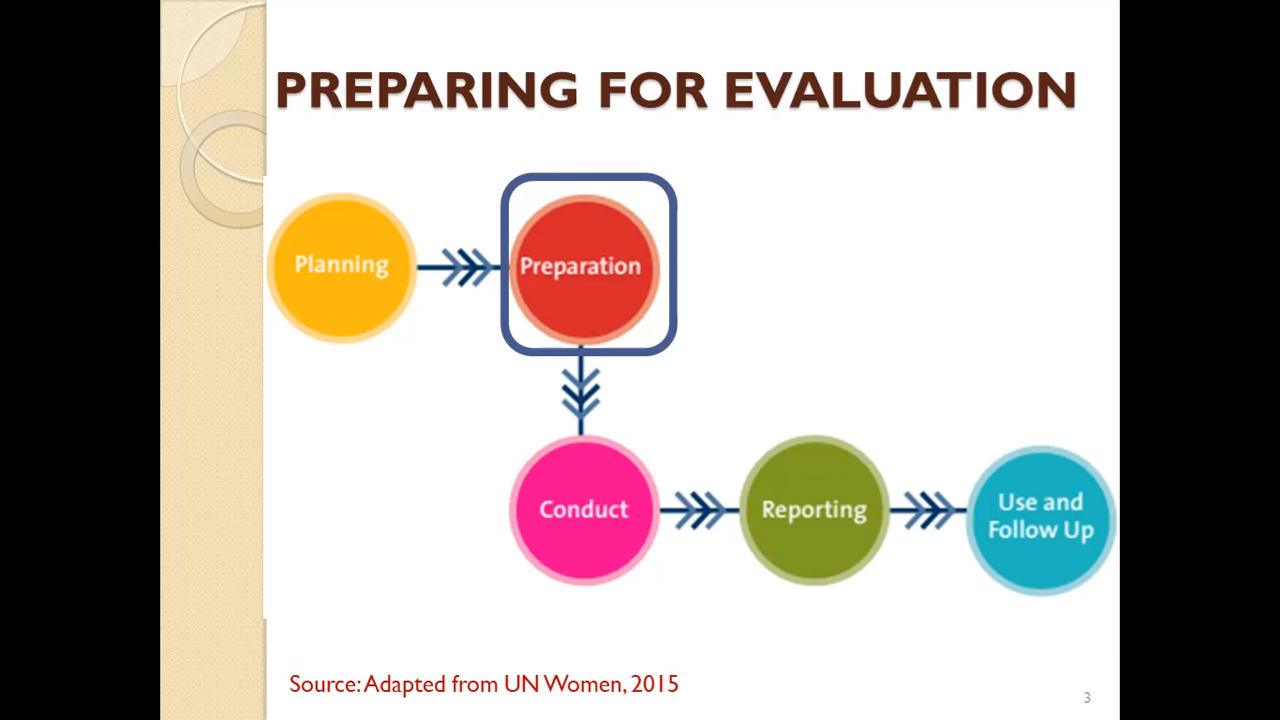 PREPARING FOR EVALUATION
Planning
Preparation
Conduct
Reporting
Use and
Follow Up
Source: Adapted from UN Women, 2015
3